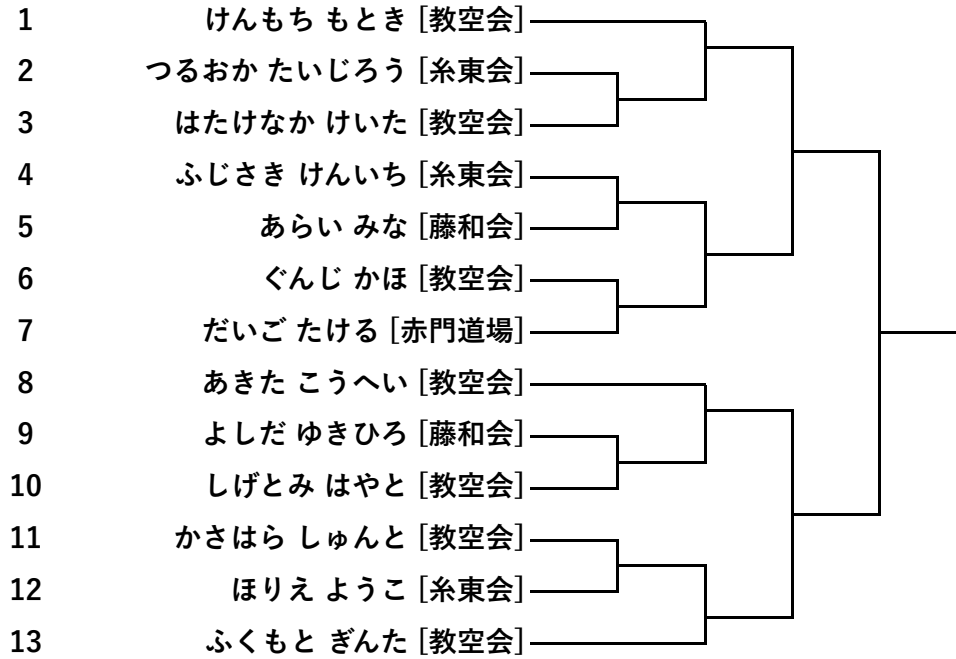 1 けんもち もとき [教空会]
2 つるおか たいじろう [糸東会]
3 はたけなか けいた [教空会]
4 ふじさき けんいち [糸東会]
5 あらい みな [藤和会]
6 ぐんじ かほ [教空会]
7 だいご たける [赤門道場]
8 あきた こうへい [教空会]
9 よしだ ゆきひろ [藤和会]
10 しげとみ はやと [教空会]
11 かさはら しゅんと [教空会]
12 ほりえ ようこ [糸東会]
13 ふくもと ぎんた [教空会]